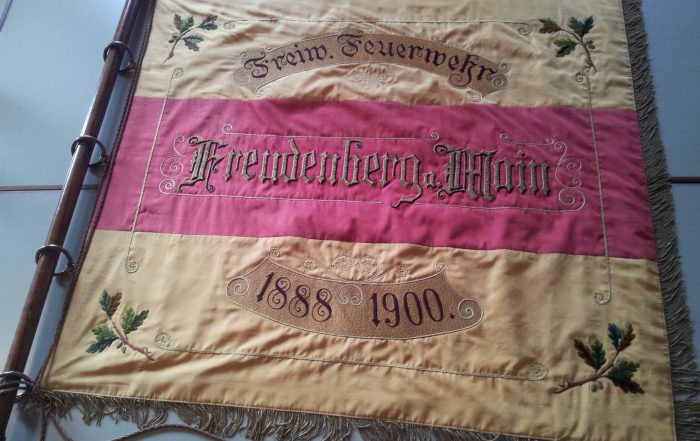 Freiw. Feuerwehr
Freudenberg a. Main
1888 1900.